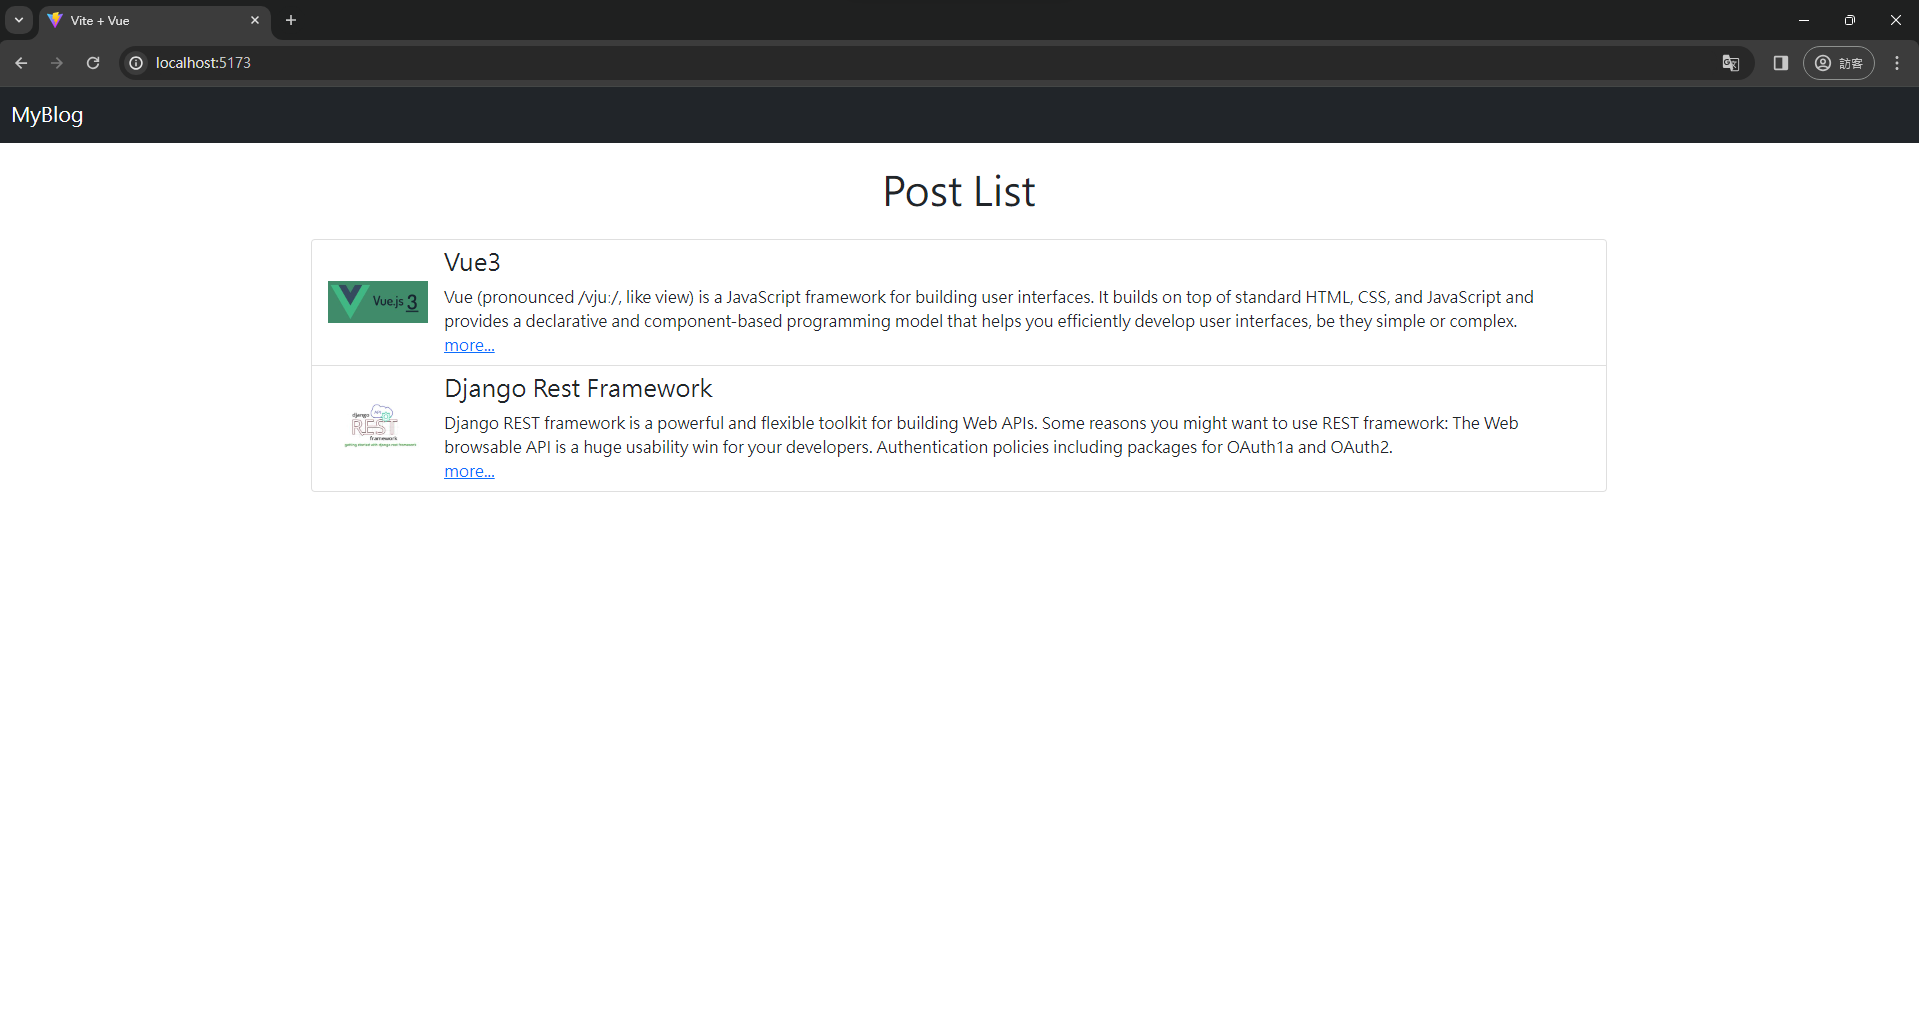 Vite + Vue
localhost:5173
訪客
MyBlog
Post List
Vue3
Vue.js 3
Vue (pronounced /vjuː/, like view) is a JavaScript framework for building user interfaces. It builds on top of standard HTML, CSS, and JavaScript and
provides a declarative and component-based programming model that helps you efficiently develop user interfaces, be they simple or complex.
more...
Django Rest Framework
django
REST
framework
Django REST framework is a powerful and flexible toolkit for building Web APIs. Some reasons you might want to use REST framework: The Web
browsable API is a huge usability win for your developers. Authentication policies including packages for OAuth1a and OAuth2.
more...